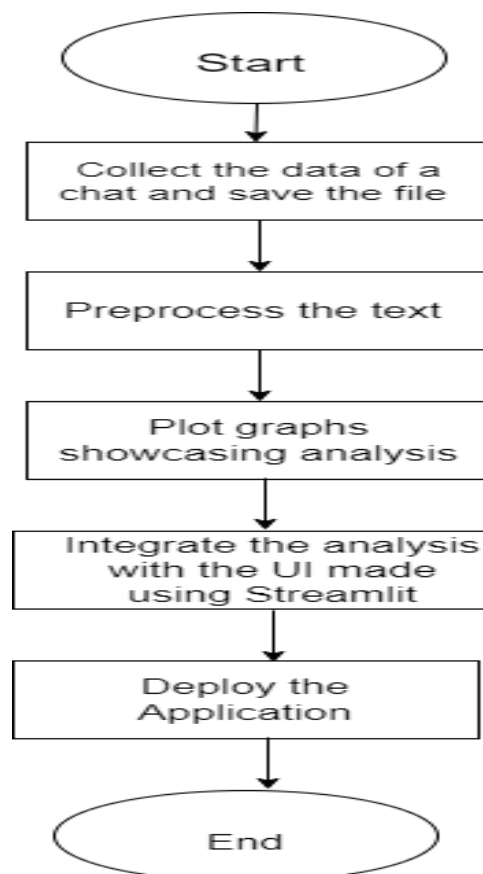 Start
Collect the data of a
chat and save the file
Preprocess the text
Plot graphs
showcasing analysis
Integrate the analysis
with the UI made
using Streamlit
Deploy the
Application
End